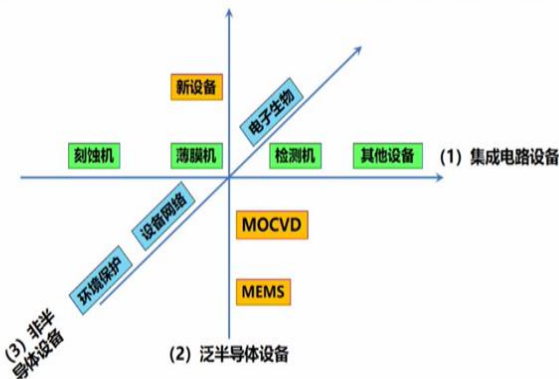 新设备
电子生物
刻蚀机
薄膜机
检测机
其他设备
(1) 集成电路设备
设备网络
MOCVD
环境保护
MEMS
(3) 非半
导体设备
(2) 泛半导体设备